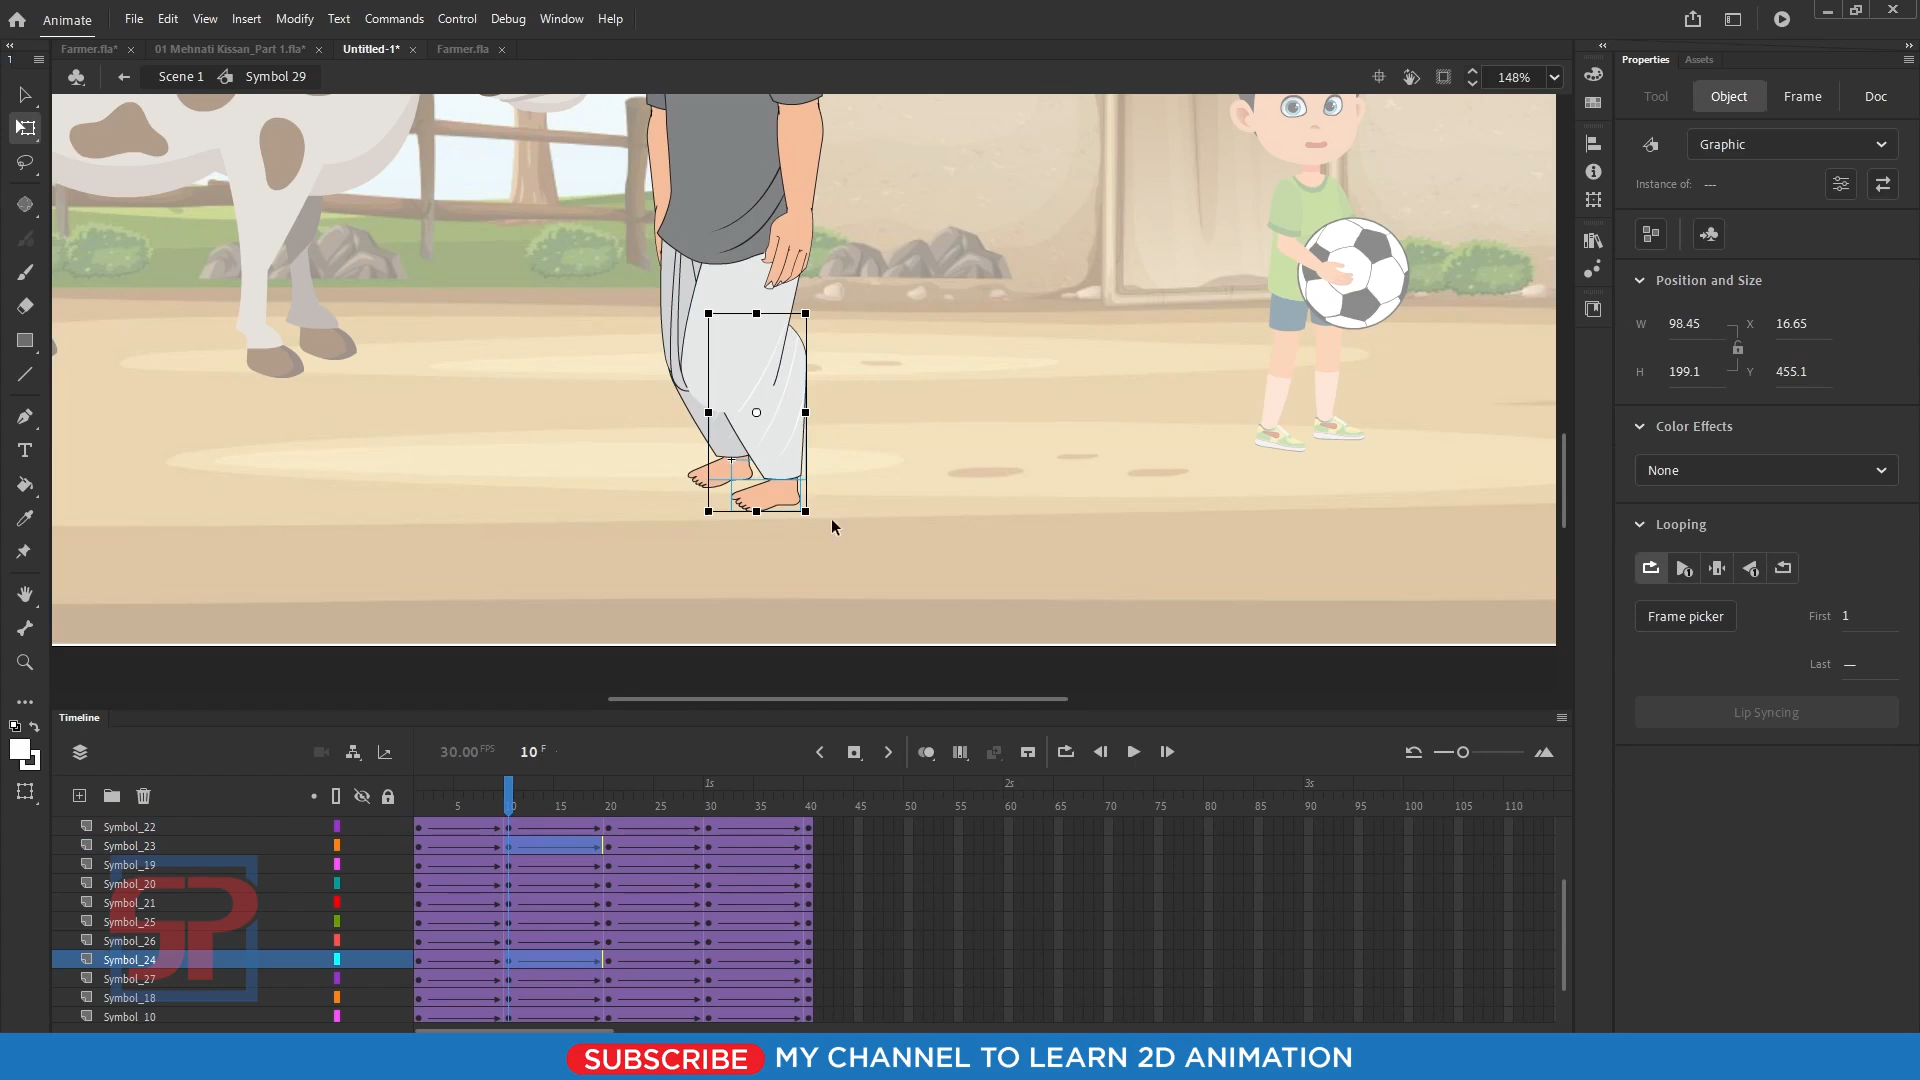 Animate
File Edit View Insert Modify Text Commands Control Debug Window Help
Farmer.fla* 01 Mehnati Kissan_Part 1.fla* Untitled-1* Farmer.fla
Scene 1 Symbol 29 148%
Properties Assets
Tool Object Frame Doc
Graphic
Instance of: ---
Position and Size
W 98.45 X 16.65
H 199.1 Y 455.1
Color Effects
None
Looping
Frame picker First 1
Last —
Lip Syncing
Timeline
30.00 FPS 10 F
1s 2s 3s
5 10 15 20 25 30 35 40 45 50 55 60 65 70 75 80 85 90 95 100 105 110
Symbol_22
Symbol_23
Symbol_19
Symbol_20
Symbol_21
Symbol_25
Symbol_26
Symbol_24
Symbol_27
Symbol_18
Symbol_10
SUBSCRIBE MY CHANNEL TO LEARN 2D ANIMATION